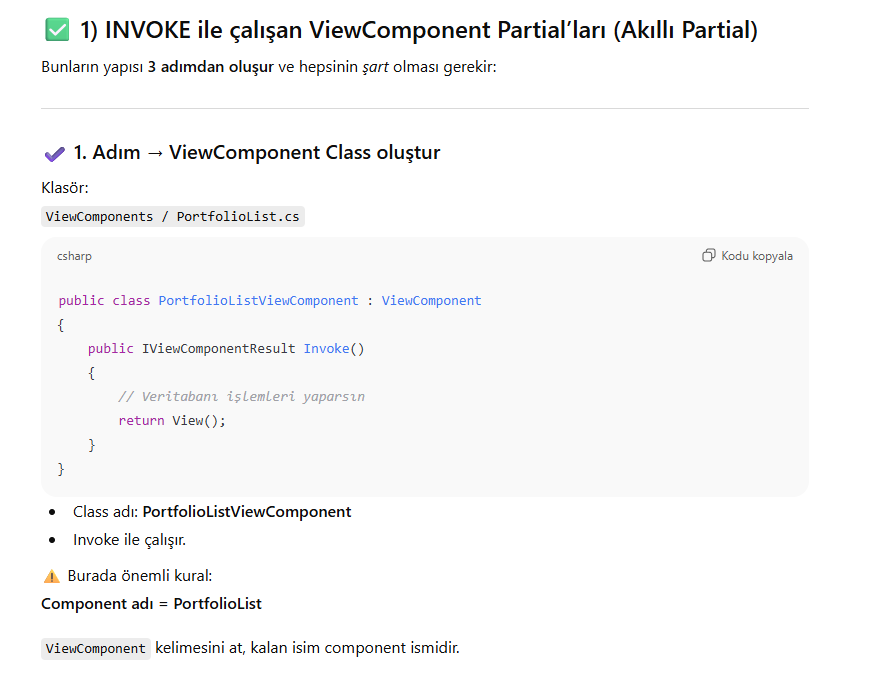 ✅ 1) INVOKE ile çalışan ViewComponent Partial’ları (Akıllı Partial)
Bunların yapısı 3 adımdan oluşur ve hepsinin şart olması gerekir:
✔ 1. Adım → ViewComponent Class oluştur
Klasör:
ViewComponents / PortfolioList.cs
csharp Kodu kopyala
public class PortfolioListViewComponent : ViewComponent
{
    public IViewComponentResult Invoke()
    {
        // Veritabanı işlemleri yaparsın
        return View();
    }
}
• Class adı: PortfolioListViewComponent
• Invoke ile çalışır.
⚠ Burada önemli kural:
Component adı = PortfolioList
ViewComponent kelimesini at, kalan isim component ismidir.